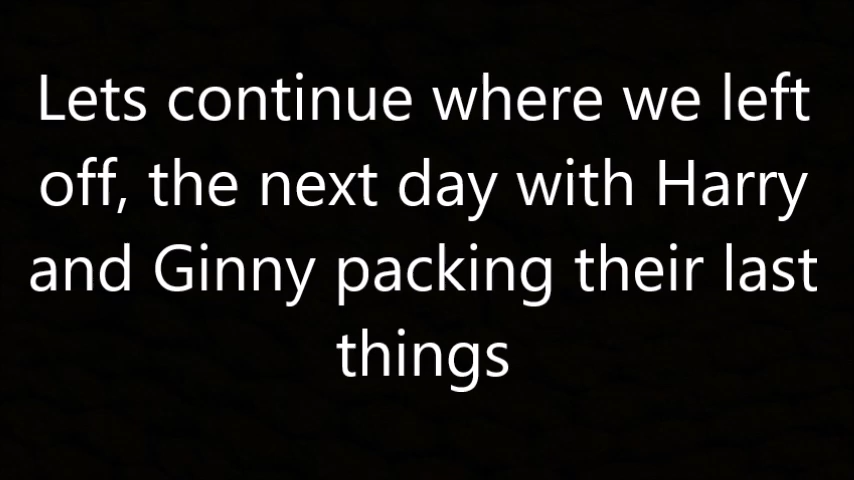 Lets continue where we left
off, the next day with Harry
and Ginny packing their last
things